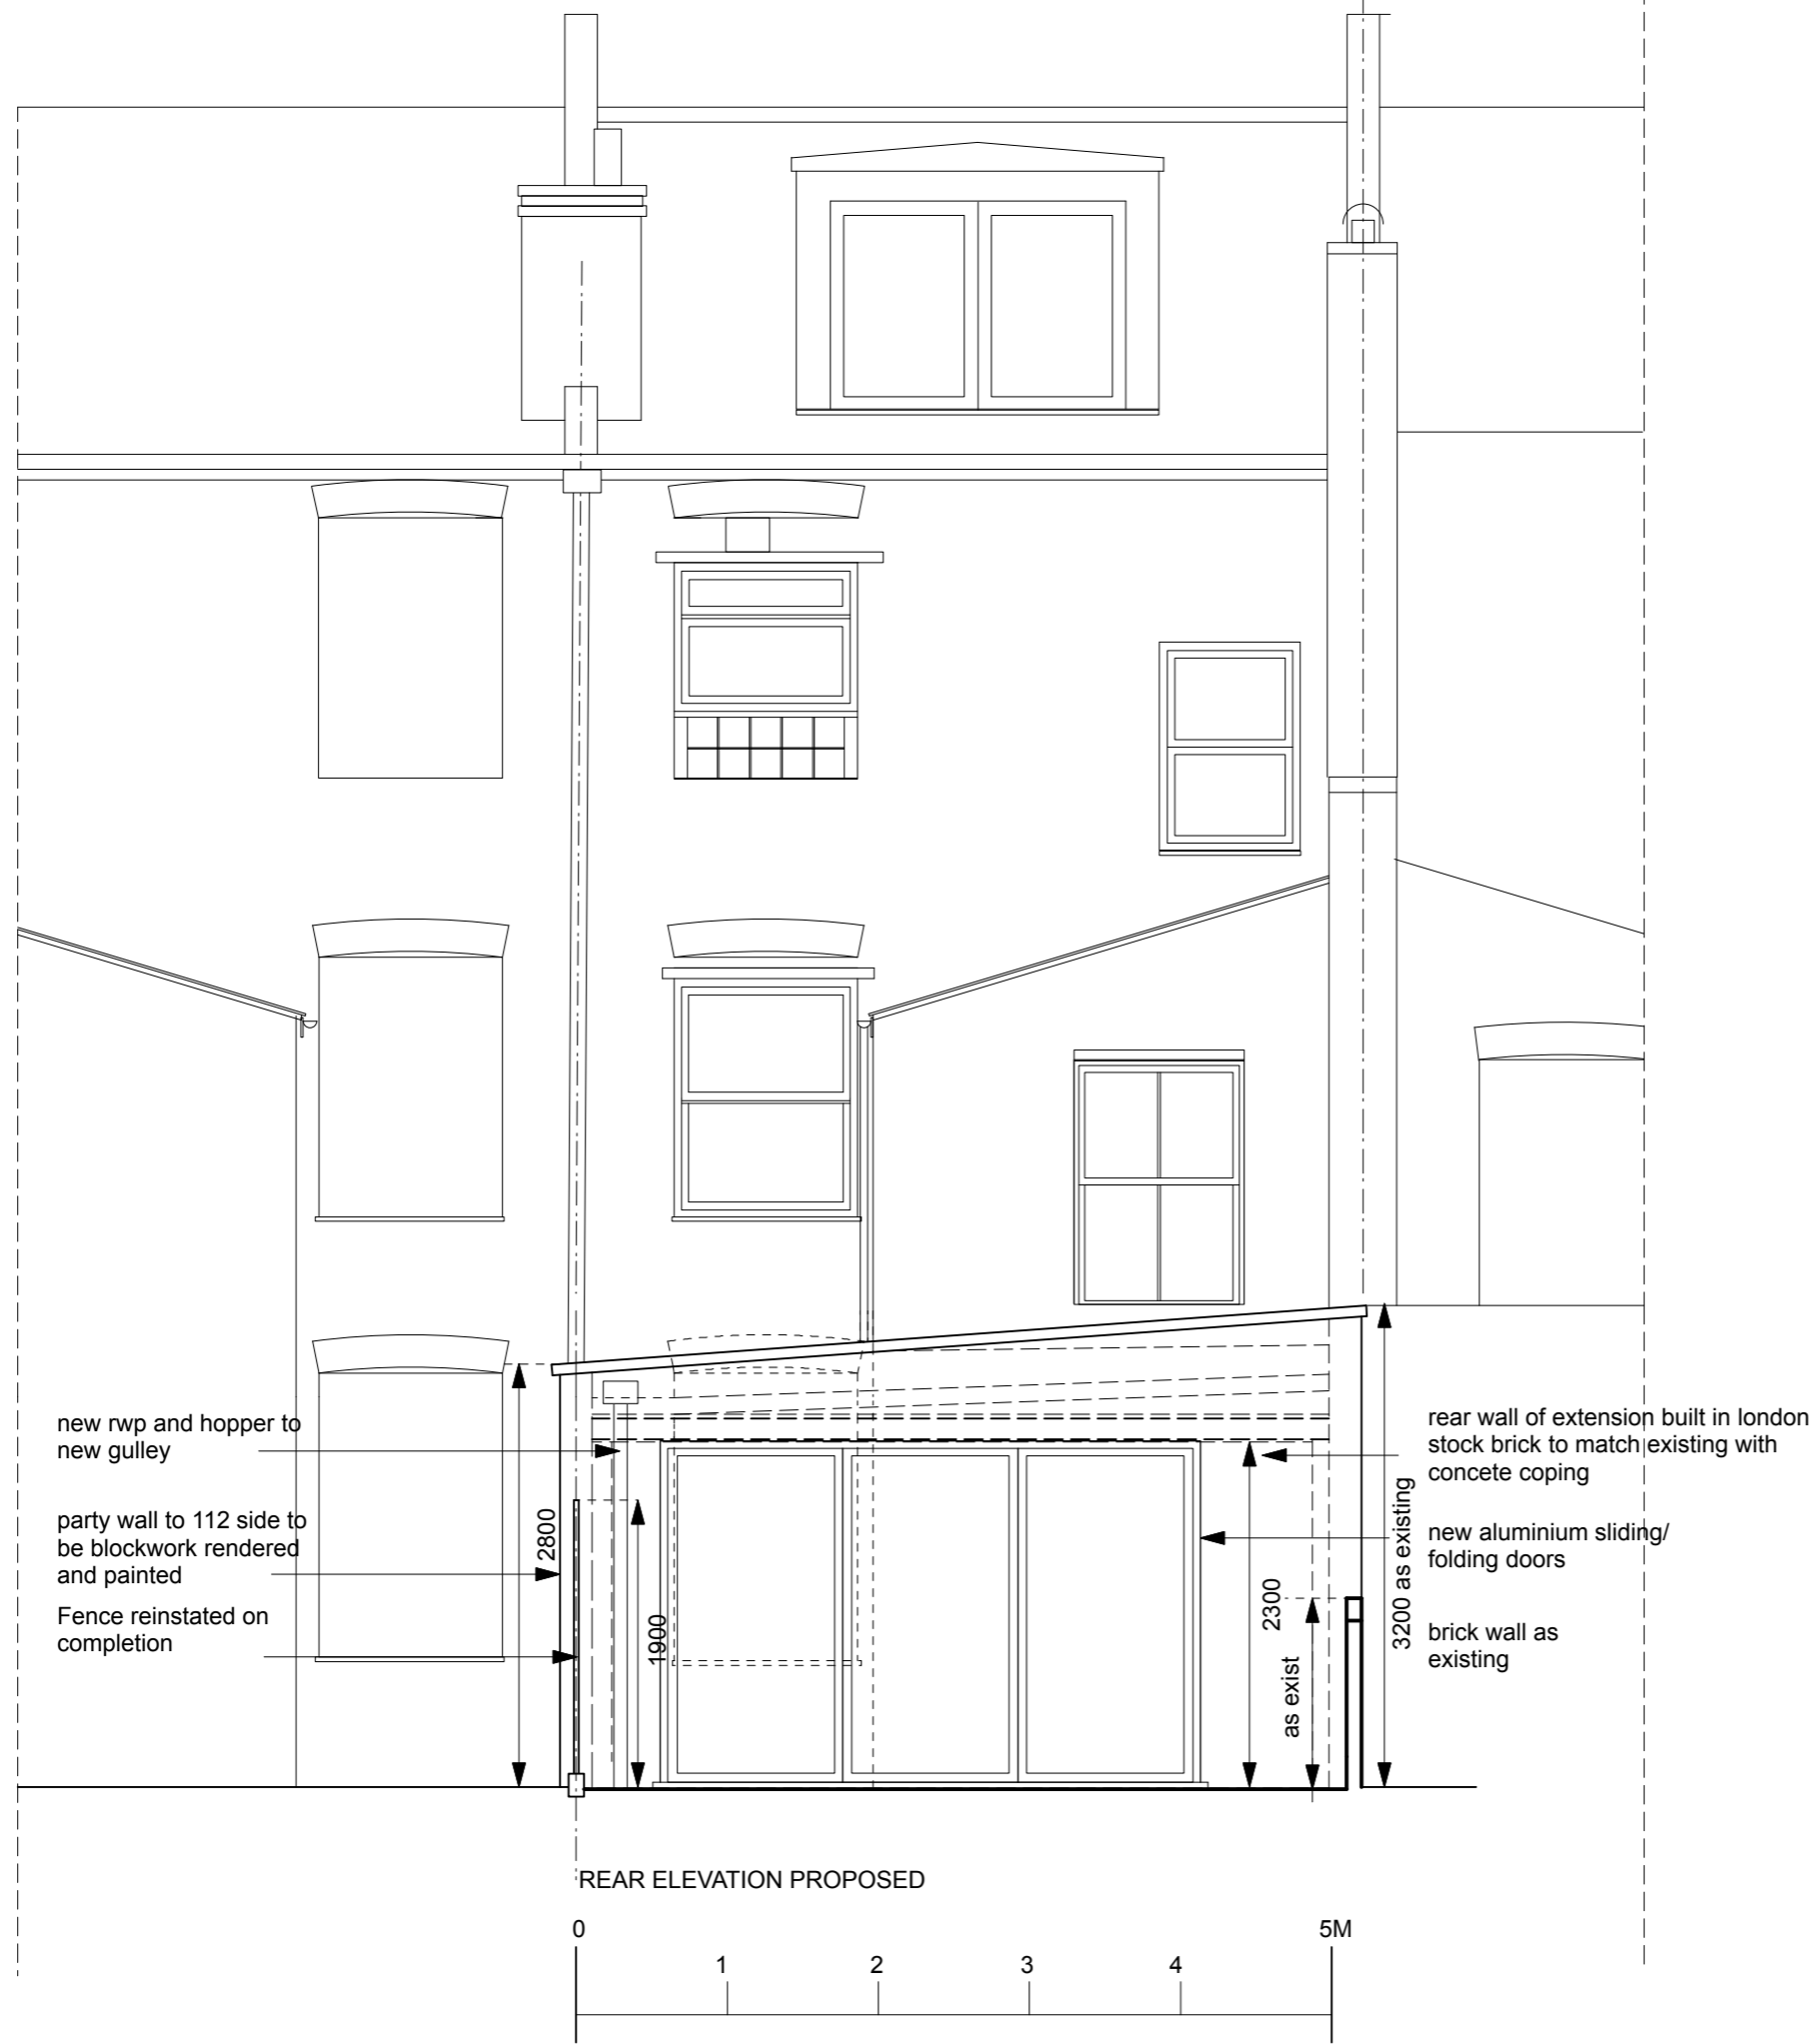 new rwp and hopper to
new gulley
party wall to 112 side to
be blockwork rendered
and painted
Fence reinstated on
completion
2800
1900
2300
as exist
3200 as existing
rear wall of extension built in london
stock brick to match existing with
concete coping
new aluminium sliding/
folding doors
brick wall as
existing
REAR ELEVATION PROPOSED
0
5M
1
2
3
4